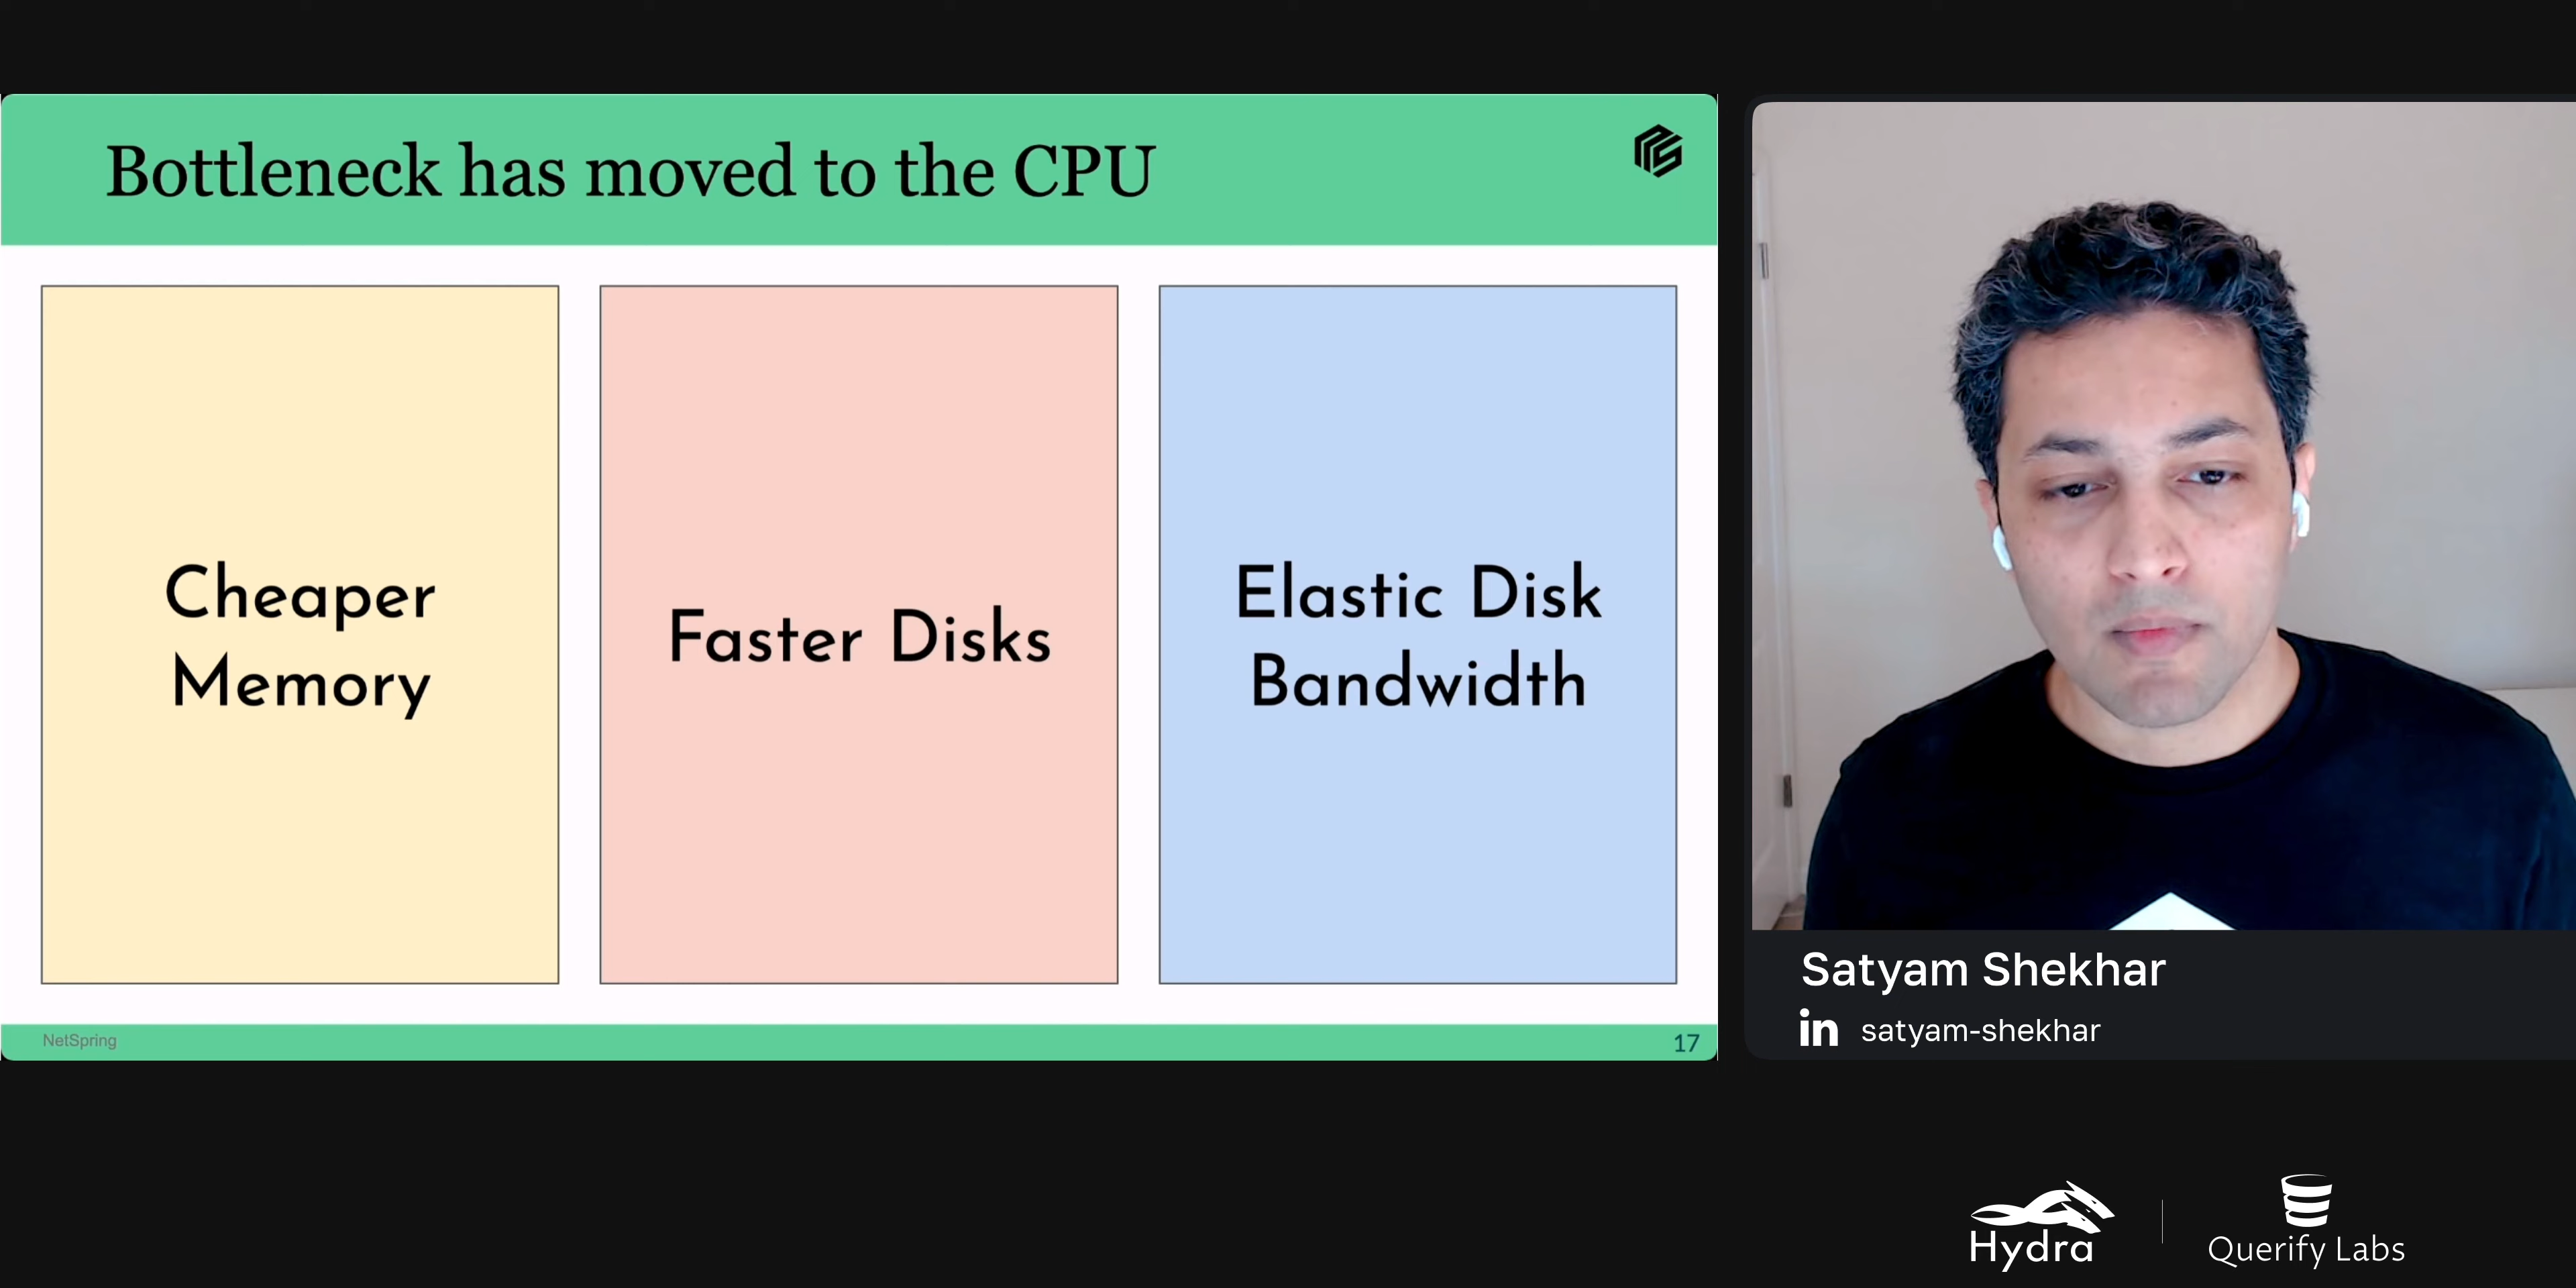 Bottleneck has moved to the CPU
Cheaper
Memory
Faster Disks
Elastic Disk
Bandwidth
NetSpring
17
Satyam Shekhar
in satyam-shekhar
Hydra
Querify Labs